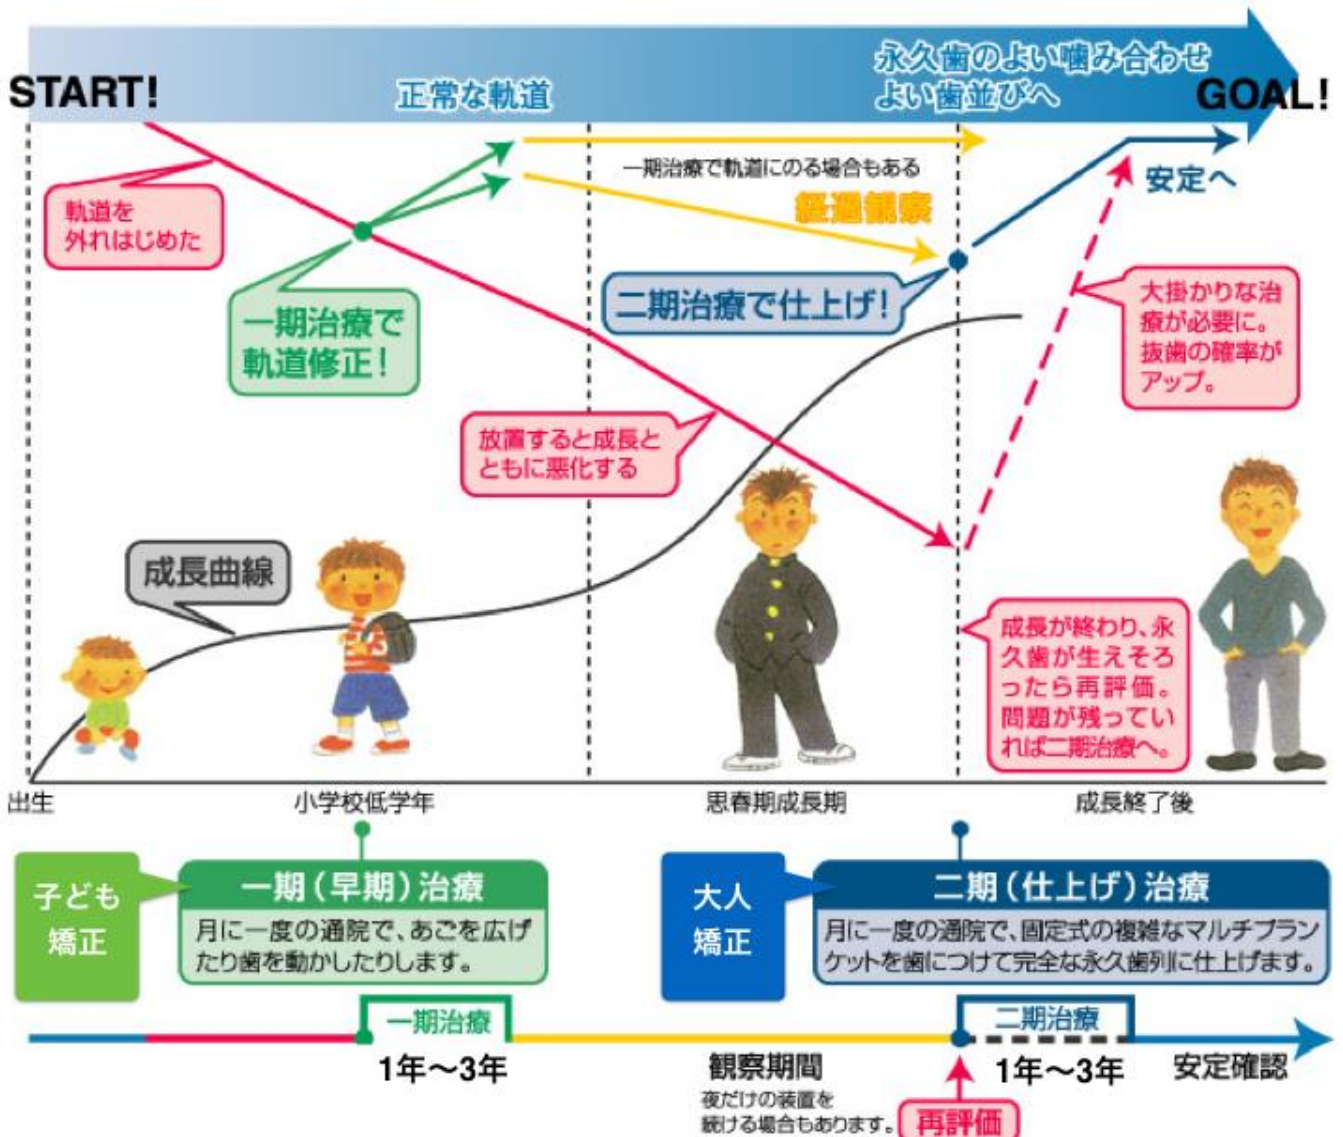 永久歯のよい噛み合わせ
よい歯並びへ
START!
正常な軌道
GOAL!
一期治療で軌道にのる場合もある
経過観察
安定へ
軌道を
外れはじめた
一期治療で
軌道修正!
二期治療で仕上げ!
大掛かりな治
療が必要に。
抜歯の確率が
アップ。
放置すると成長と
ともに悪化する
成長曲線
成長が終わり、永
久歯が生えそろ
ったら再評価。
問題が残ってい
れば二期治療へ。
出生
小学校低学年
思春期成長期
成長終了後
子ども
矯正
一期(早期)治療
月に一度の通院で、あごを広げ
たり歯を動かしたりします。
大人
矯正
二期(仕上げ)治療
月に一度の通院で、固定式の複雑なマルチブラン
ケットを歯につけて完全な永久歯列に仕上げます。
一期治療
1年〜3年
観察期間
夜だけの装置を
続ける場合もあります。
再評価
二期治療
1年〜3年
安定確認